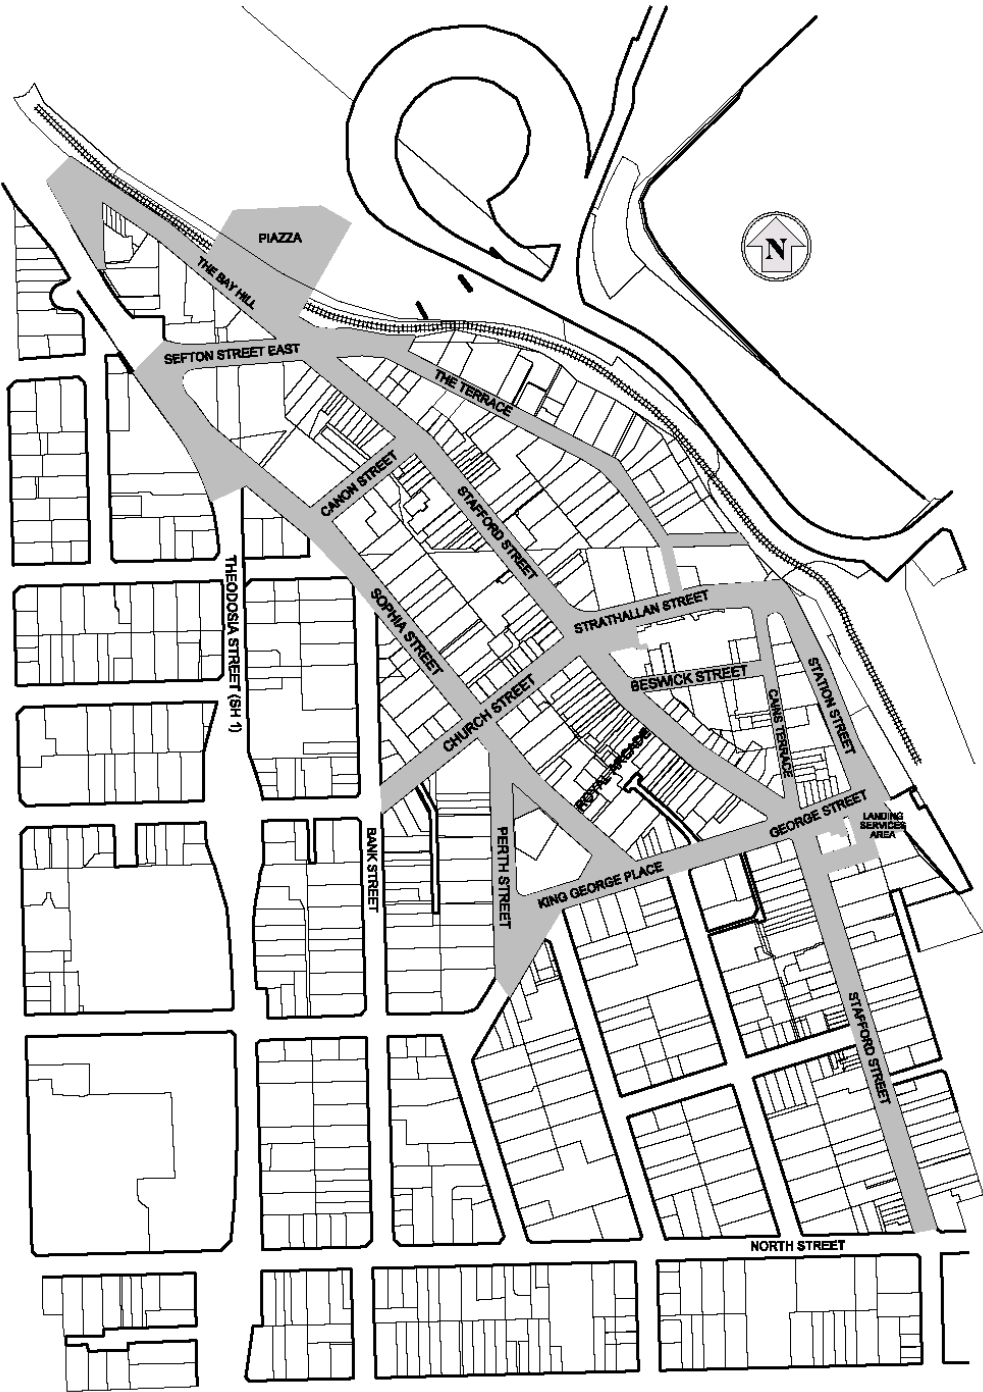 PIAZZA
N
THE BAY HILL
SEFTON STREET EAST
THE TERRACE
CANON STREET
STAFFORD STREET
THEODOSIA STREET (SH 1)
SOPHIA STREET
STRATHALLAN STREET
BESWICK STREET
STATION STREET
CHURCH STREET
CAINS TERRACE
ROYAL ARCADE
GEORGE STREET
LANDING
SERVICES
AREA
BANK STREET
PERTH STREET
KING GEORGE PLACE
STAFFORD STREET
NORTH STREET